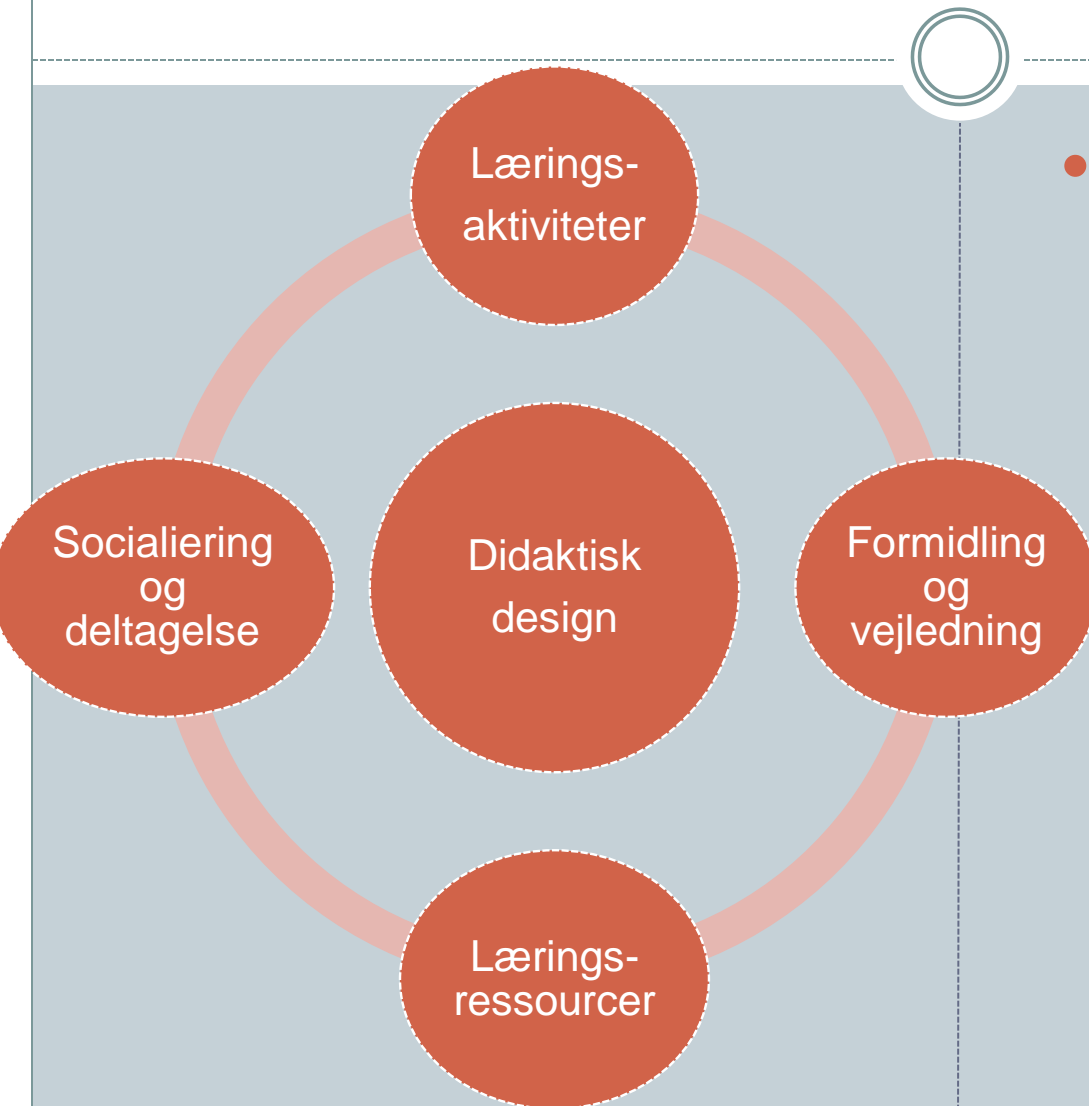 Lærings-
aktiviteter
Socialiering
og
deltagelse
Didaktisk
design
Formidling
og
vejledning
Lærings-
ressourcer